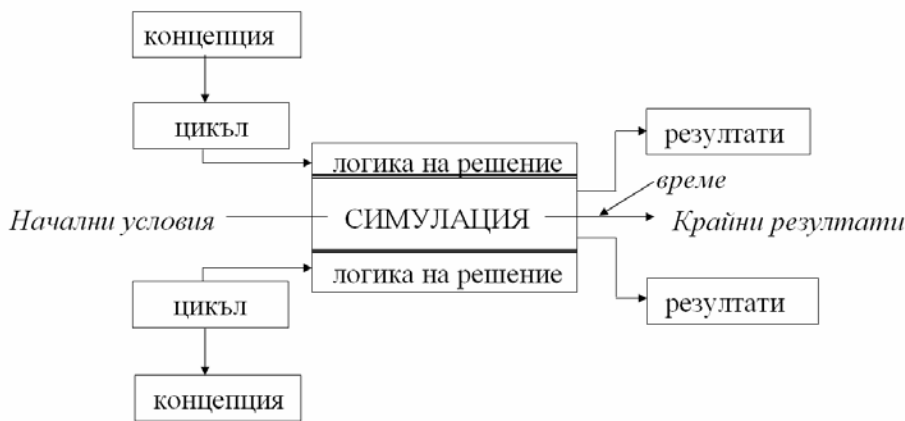 концепция
цикъл
резултати
логика на решение
време
Начални условия
СИМУЛАЦИЯ
Крайни резултати
логика на решение
цикъл
резултати
концепция